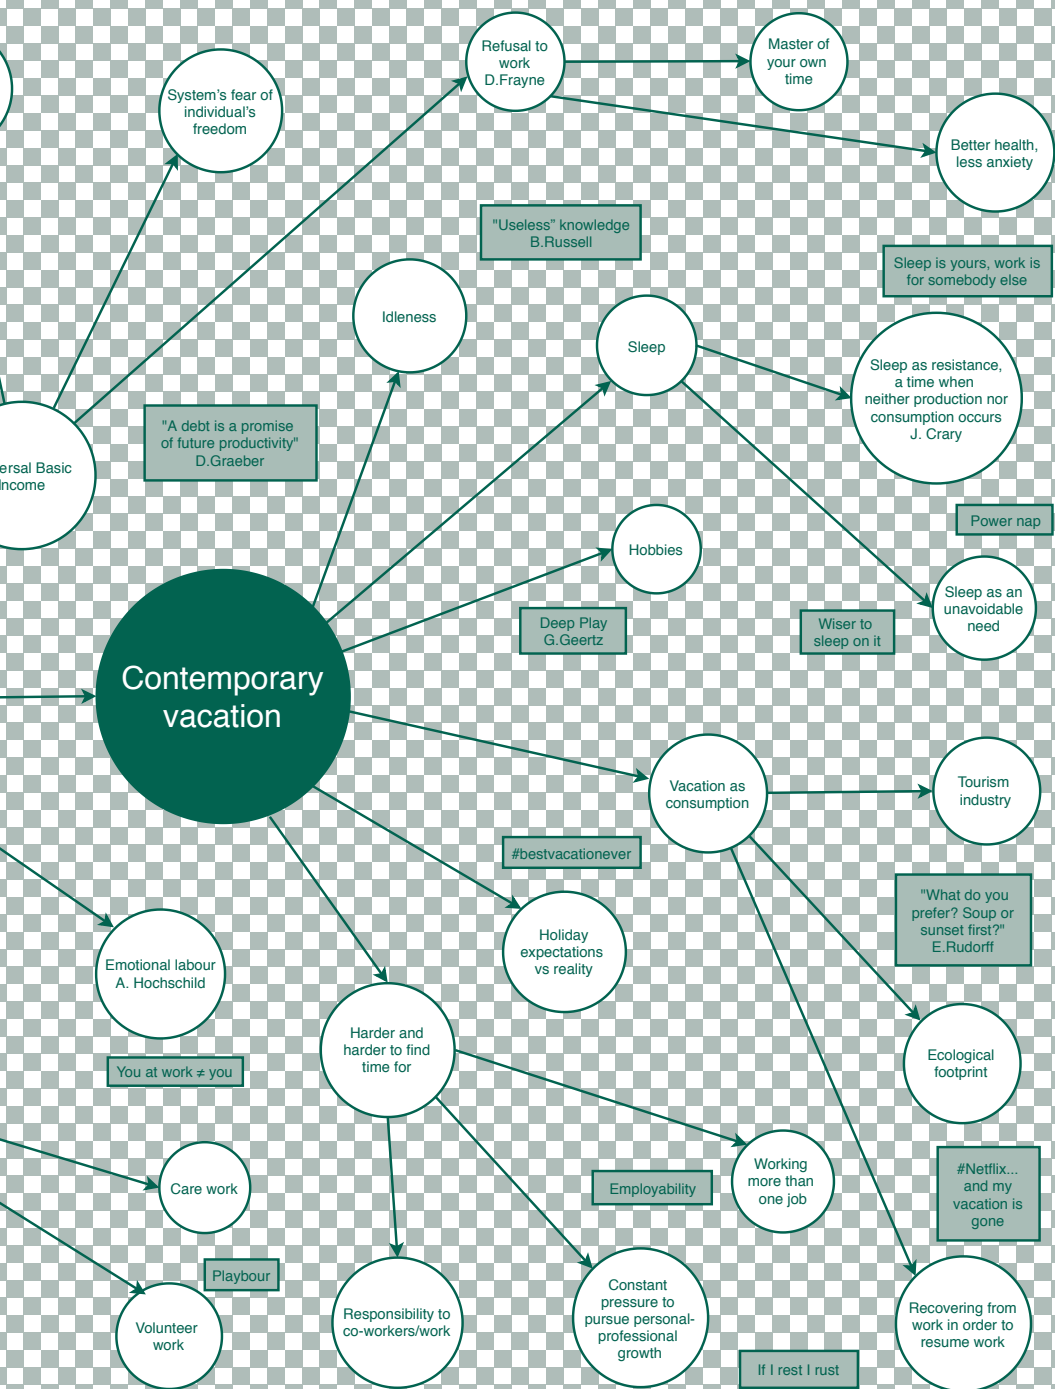 Refusal to
work
D.Frayne
Master of
your own
time
System's fear of
individual's
freedom
Better health,
less anxiety
"Useless” knowledge
B.Russell
Sleep is yours, work is
for somebody else
Idleness
Sleep
Sleep as resistance,
a time when
neither production nor
consumption occurs
J. Crary
"A debt is a promise
of future productivity"
D.Graeber
ersal Basic
Income
Power nap
Hobbies
Sleep as an
unavoidable
need
Deep Play
G.Geertz
Wiser to
sleep on it
Contemporary
vacation
Vacation as
consumption
Tourism
industry
#bestvacationever
"What do you
prefer? Soup or
sunset first?"
E.Rudorff
Holiday
expectations
vs reality
Emotional labour
A. Hochschild
Harder and
harder to find
time for
Ecological
footprint
You at work ≠ you
Care work
Employability
Working
more than
one job
#Netflix...
and my
vacation is
gone
Playbour
Volunteer
work
Responsibility to
co-workers/work
Constant
pressure to
pursue personal-
professional
growth
Recovering from
work in order to
resume work
If I rest I rust